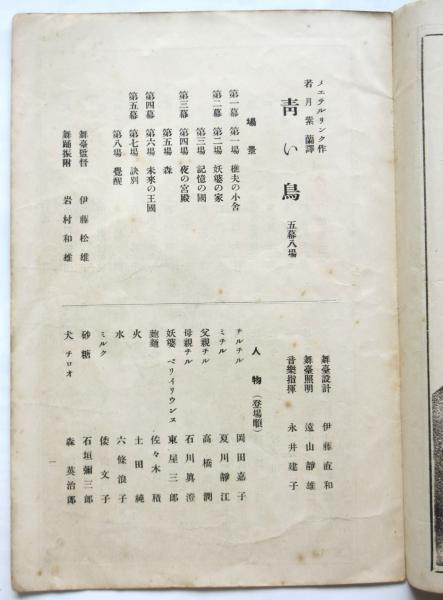 メエテルリンク作
若月紫蘭譯
靑い鳥 五幕八場
場景
第一幕 第一場 樵夫の小舍
第二幕 第二場 妖婆の家
第三場 記憶の國
第三幕 第四場 夜の宮殿
第五場 森
第四幕 第六場 未來の王國
第五幕 第七場 訣別
第八場 覺醒
舞臺監督 伊藤松雄
舞踊振附 岩村和雄
舞臺設計 伊藤直和
舞臺照明 遠山靜雄
音樂指揮 永井建子
人物(登場順)
チルチル 岡田嘉子
ミチル 夏川靜江
父親チル 高橋潤
母親チル 石川眞澄
妖婆 ベリイリウンヌ 東屋三郎
麵麭 佐々木積
火 土田純
水 六條浪子
ミルク 倭文子
砂糖 石垣彌三郎
犬 チロオ 森英治郎
一